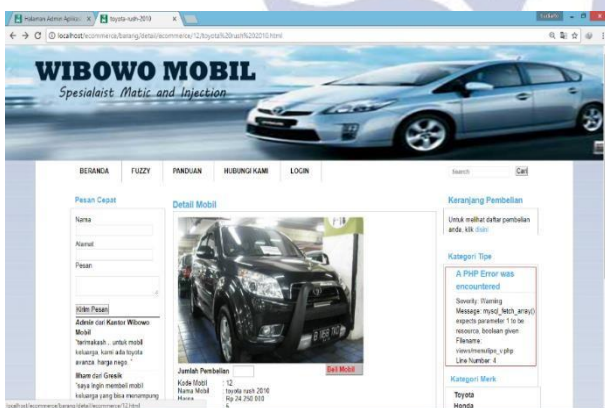 Halaman Admin Aplikasi
toyota-rush-2010
localhost/ecommerce/barang/detail/ecommerce/12/toyota%20rush%202010.html
WIBOWO MOBIL
Spesialaist Matic and Injection
BERANDA
FUZZY
PANDUAN
HUBUNGI KAMI
LOGIN
Search
Cari
Pesan Cepat
Nama
Alamat
Pesan
Kirim Pesan
Admin dari Kantor Wibowo
Mobil
"terimakasih... untuk mobil
keluarga, kami ada toyota
avanza. harga nego. "
Ilham dari Gresik
"saya ingin membeli mobil
keluarga yang bisa menampung
Detail Mobil
Jumlah Pembelian
Beli Mobil
Kode Mobil : 12
Nama Mobil : toyota rush 2010
Harga : Rp 24.250.000
Keranjang Pembelian
Untuk melihat daftar pembelian
anda, klik disini
Kategori Tipe
A PHP Error was
encountered
Severity: Warning
Message: mysql_fetch_array()
expects parameter 1 to be
resource, boolean given
Filename:
views/menutipe_v.php
Line Number: 4
Kategori Merk
Toyota
Honda
localhost/ecommerce/barang/detail/ecommerce/12.html